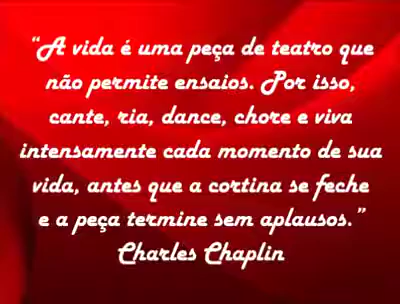 “A vida é uma peça de teatro que
não permite ensaios. Por isso,
cante, ria, dance, chore e viva
intensamente cada momento de sua
vida, antes que a cortina se feche
e a peça termine sem aplausos.”
Charles Chaplin